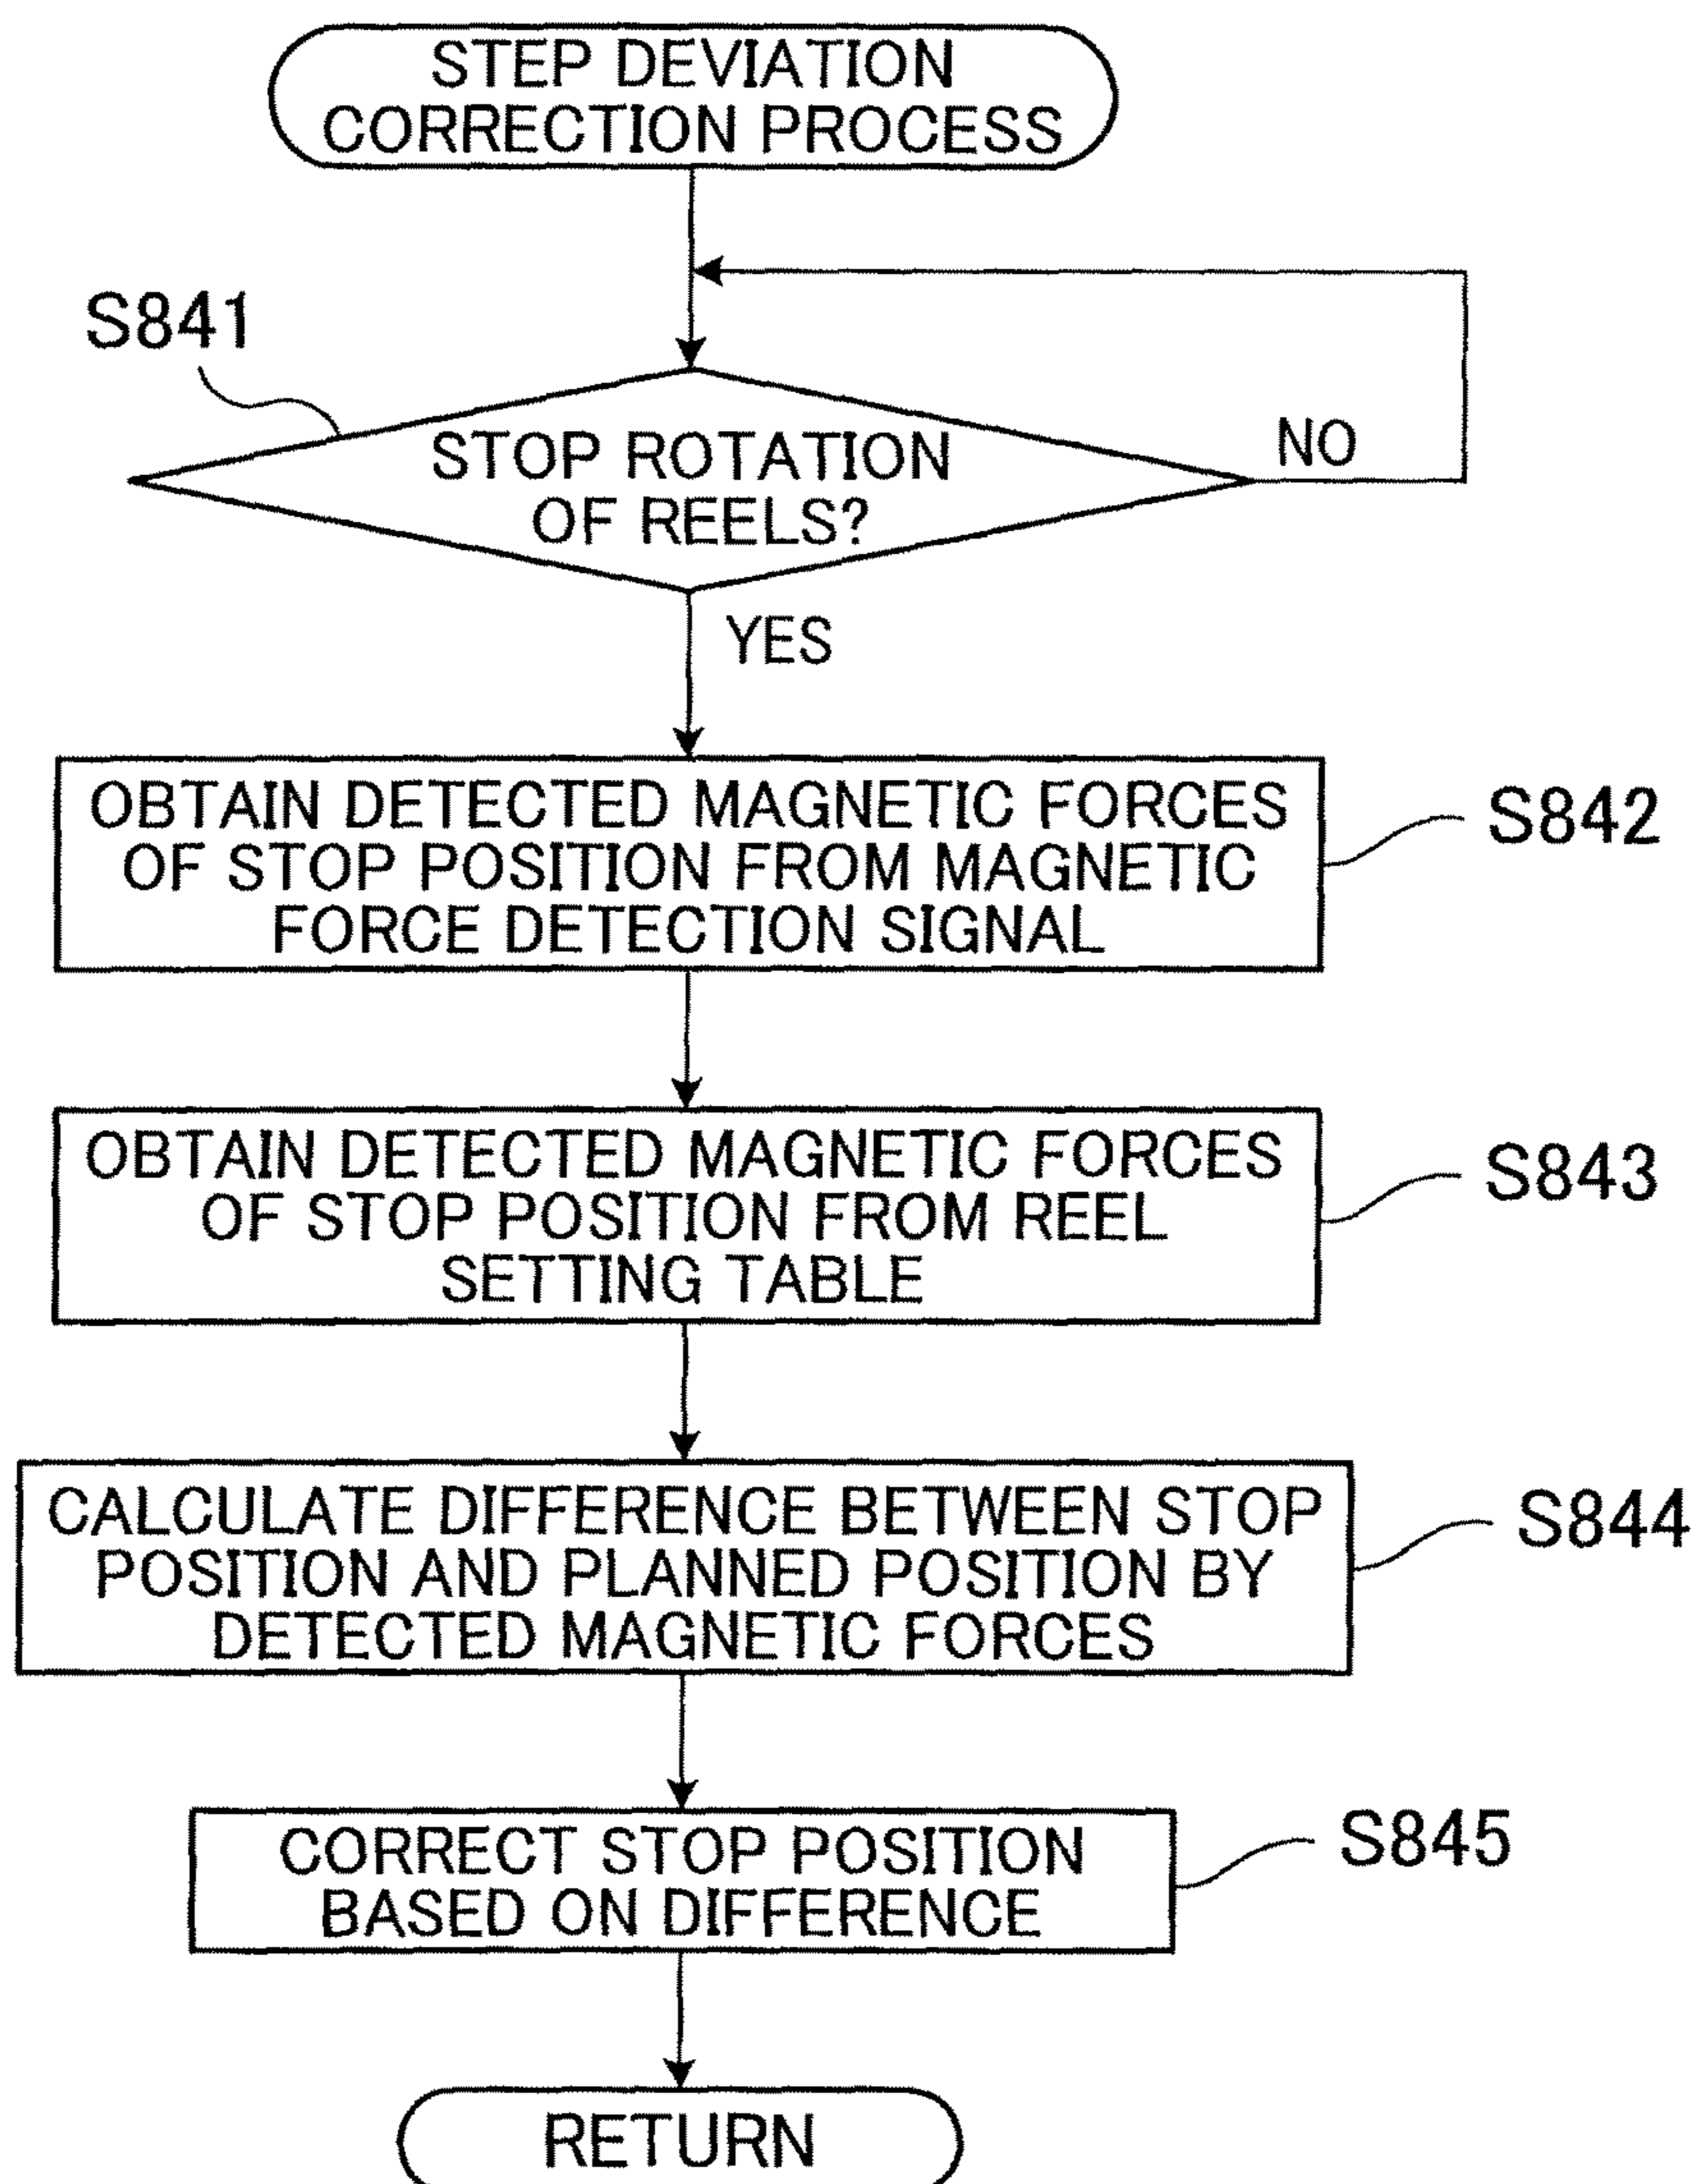 STEP DEVIATION
CORRECTION PROCESS
S841
STOP ROTATION
OF REELS?
NO
YES
OBTAIN DETECTED MAGNETIC FORCES
OF STOP POSITION FROM MAGNETIC
FORCE DETECTION SIGNAL
S842
OBTAIN DETECTED MAGNETIC FORCES
OF STOP POSITION FROM REEL
SETTING TABLE
S843
CALCULATE DIFFERENCE BETWEEN STOP
POSITION AND PLANNED POSITION BY
DETECTED MAGNETIC FORCES
S844
CORRECT STOP POSITION
BASED ON DIFFERENCE
S845
RETURN